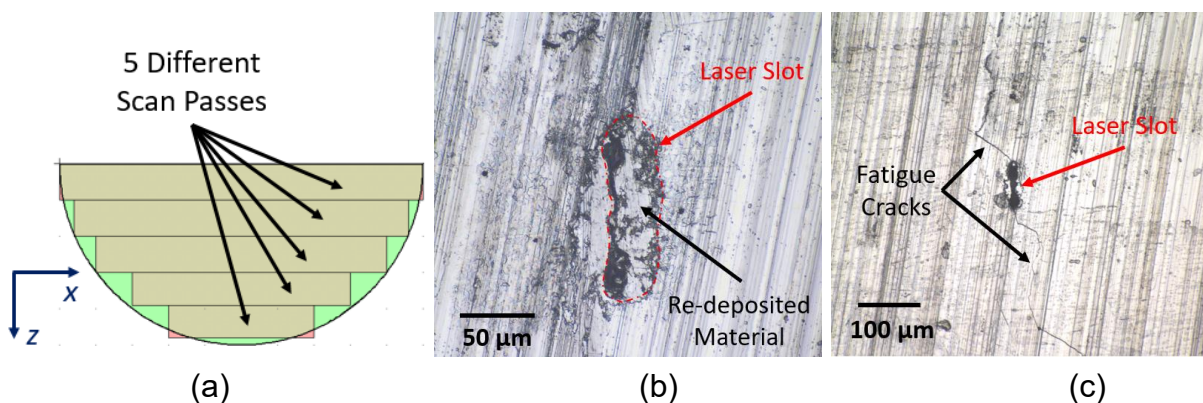 5 Different
Scan Passes
x
z
(a)
Laser Slot
Re-deposited
Material
50 μm
(b)
Laser Slot
Fatigue
Cracks
100 μm
(c)